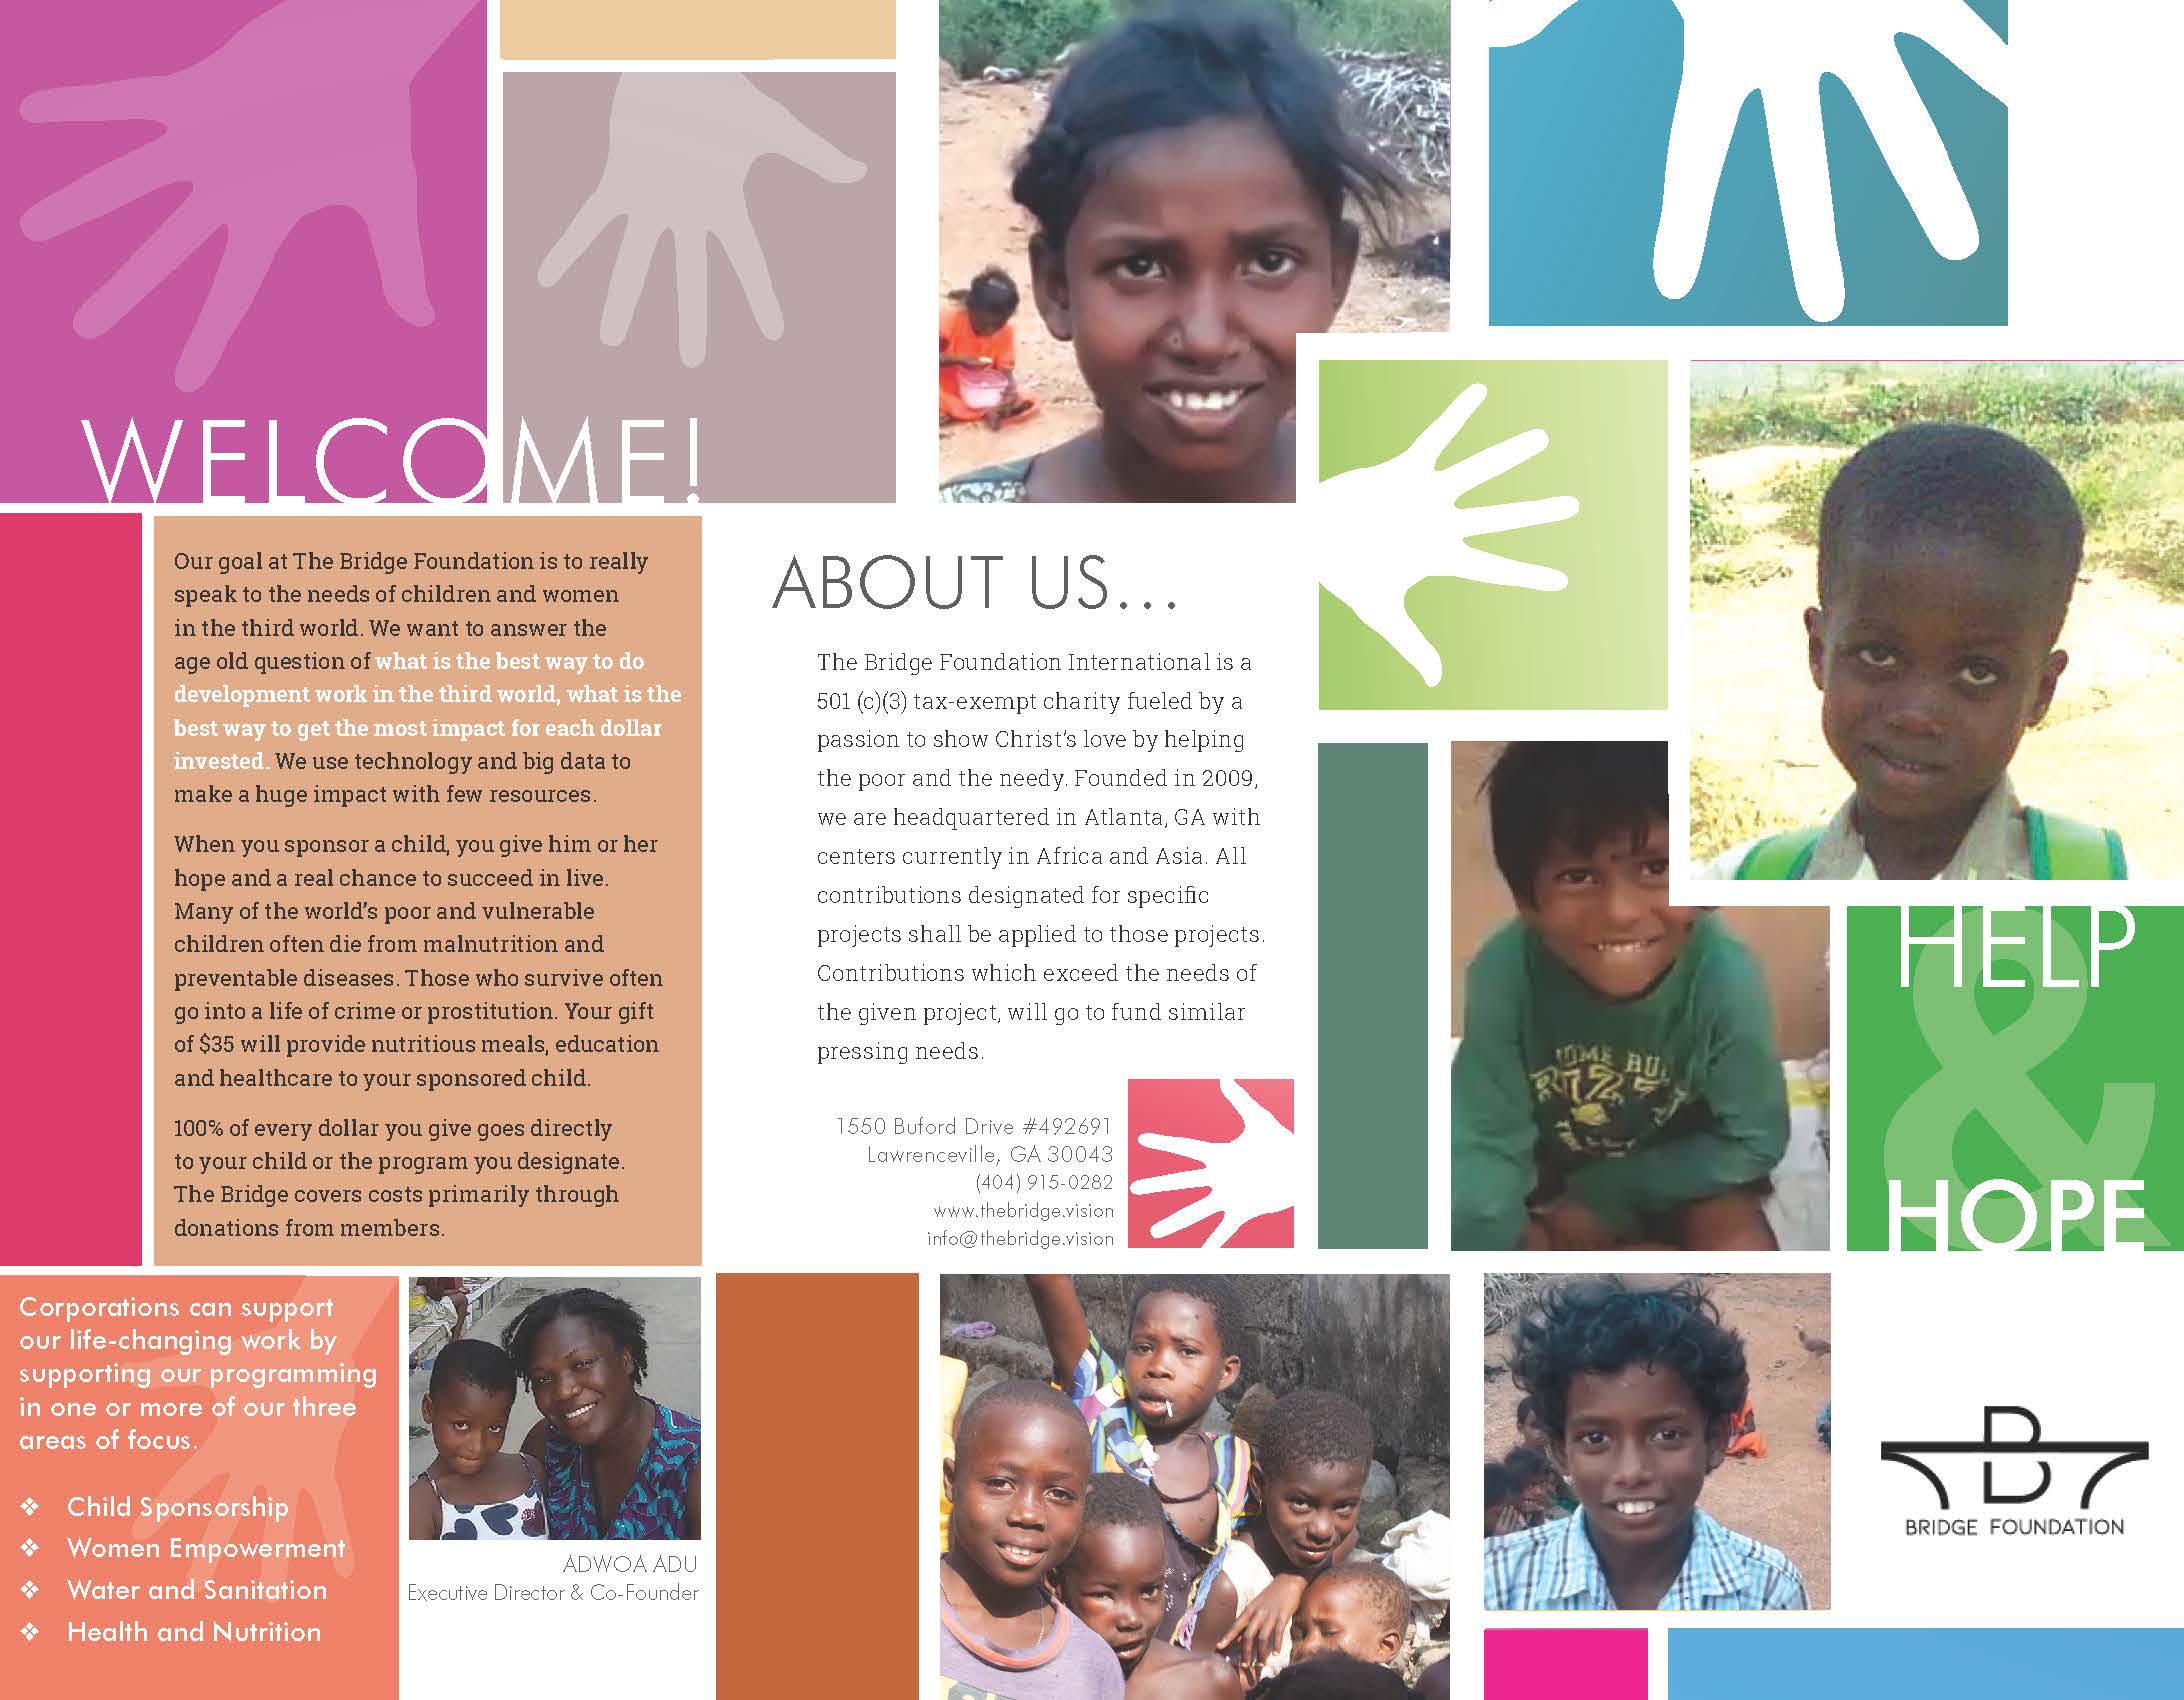 WELCOME!
Our goal at The Bridge Foundation is to really
speak to the needs of children and women
in the third world. We want to answer the
age old question of what is the best way to do
development work in the third world, what is the
best way to get the most impact for each dollar
invested. We use technology and big data to
make a huge impact with few resources.
When you sponsor a child, you give him or her
hope and a real chance to succeed in live.
Many of the world's poor and vulnerable
children often die from malnutrition and
preventable diseases. Those who survive often
go into a life of crime or prostitution. Your gift
of $35 will provide nutritious meals, education
and healthcare to your sponsored child.
100% of every dollar you give goes directly
to your child or the program you designate.
The Bridge covers costs primarily through
donations from members.
Corporations can support
our life-changing work by
supporting our programming
in one or more of our three
areas of focus.
❖ Child Sponsorship
❖ Women Empowerment
❖ Water and Sanitation
❖ Health and Nutrition
ADWOA ADU
Executive Director & Co-Founder
ABOUT US...
The Bridge Foundation International is a
501 (c)(3) tax-exempt charity fueled by a
passion to show Christ's love by helping
the poor and the needy. Founded in 2009,
we are headquartered in Atlanta, GA with
centers currently in Africa and Asia. All
contributions designated for specific
projects shall be applied to those projects.
Contributions which exceed the needs of
the given project, will go to fund similar
pressing needs.
1550 Buford Drive #492691
Lawrenceville, GA 30043
(404) 915-0282
www.thebridge.vision
info@thebridge.vision
HELP
&
HOPE
B
BRIDGE FOUNDATION